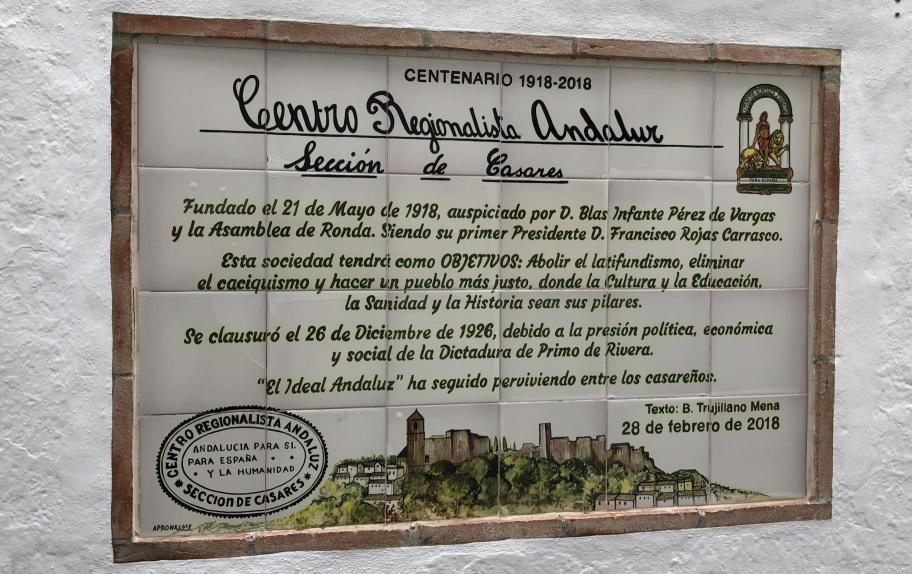 CENTENARIO 1918-2018
Centro Regionalista Andaluz
Sección de Casares
Fundado el 21 de Mayo de 1918, auspiciado por D. Blas Infante Pérez de Vargas
y la Asamblea de Ronda. Siendo su primer Presidente D. Francisco Rojas Carrasco.
Esta sociedad tendrá como OBJETIVOS: Abolir el latifundismo, eliminar
el caciquismo y hacer un pueblo más justo, donde la Cultura y la Educación,
la Sanidad y la Historia sean sus pilares.
Se clausuró el 26 de Diciembre de 1926, debido a la presión política, económica
y social de la Dictadura de Primo de Rivera.
"El Ideal Andaluz" ha seguido perviviendo entre los casareños.
Texto: B. Trujillano Mena
28 de febrero de 2018
CENTRO REGIONALISTA ANDALUZ
ANDALUCIA PARA SI,
PARA ESPAÑA
Y LA HUMANIDAD
SECCION DE CASARES